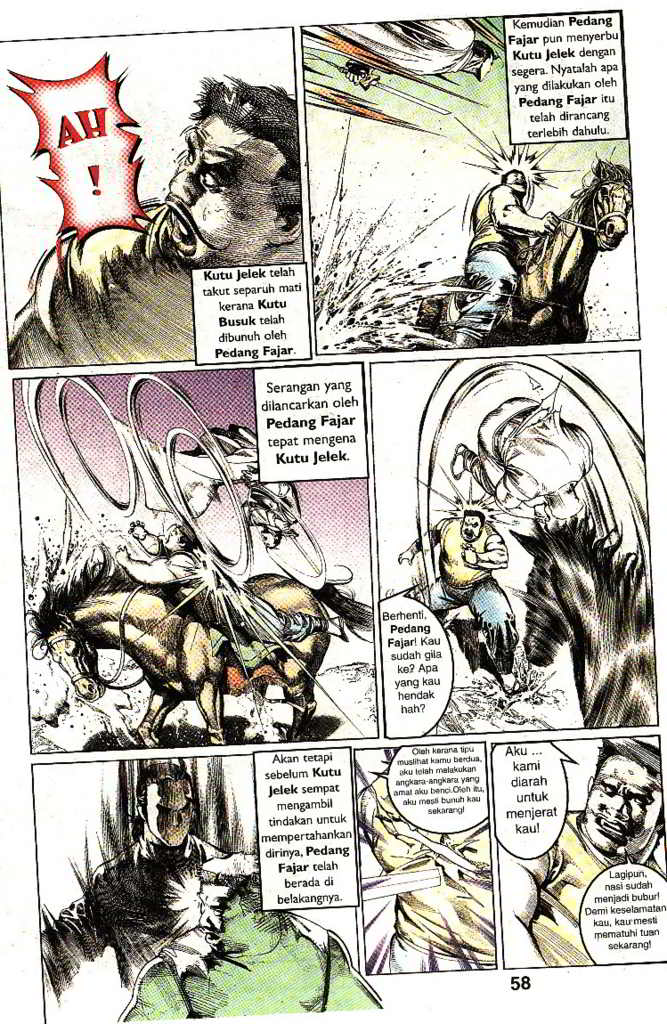 AH
!
Kutu Jelek telah
takut separuh mati
kerana Kutu
Busuk telah
dibunuh oleh
Pedang Fajar.
Kemudian Pedang
Fajar pun menyerbu
Kutu Jelek dengan
segera. Nyatalah apa
yang dilakukan oleh
Pedang Fajar itu
telah dirancang
terlebih dahulu.
Serangan yang
dilancarkan oleh
Pedang Fajar
tepat mengena
Kutu Jelek.
Berhenti,
Pedang
Fajar! Kau
sudah gila
ke? Apa
yang kau
hendak
hah?
Akan tetapi
sebelum Kutu
Jelek sempat
mengambil
tindakan untuk
mempertahankan
dirinya, Pedang
Fajar telah
berada di
belakangnya.
Oleh kerana tipu
muslihat kamu berdua,
aku telah melakukan
angkara-angkara yang
amat aku benci.Oleh itu,
aku mesti bunuh kau
sekarang!
Aku ...
kami
diarah
untuk
menjerat
kau!
Lagipun,
nasi sudah
menjadi bubur!
Demi keselamatan
kau, kau mesti
mematuhi tuan
sekarang!
58